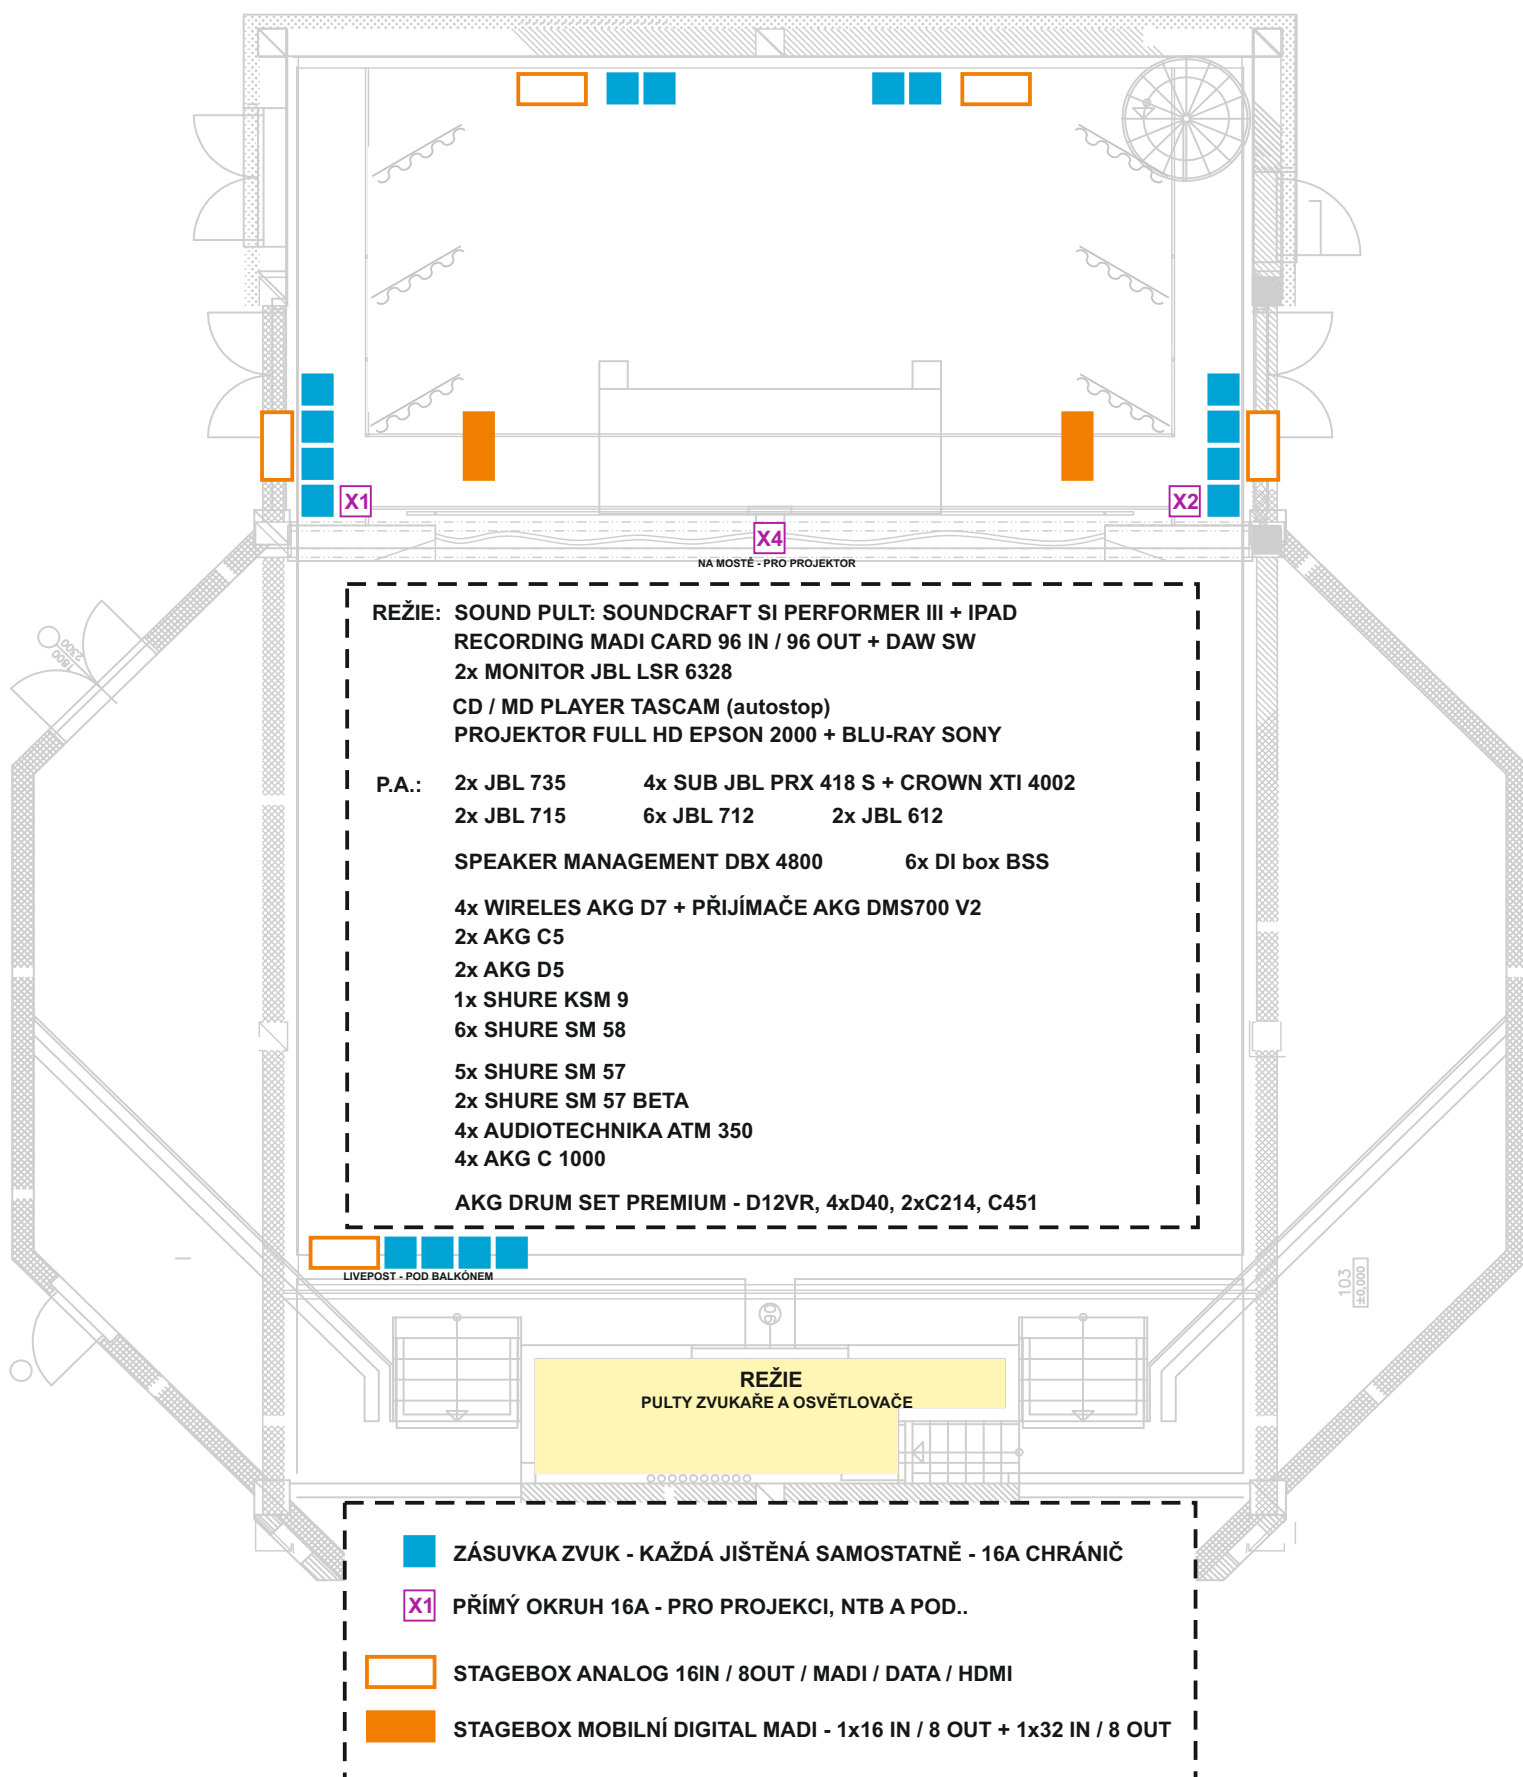 X1
X2
X4
NA MOSTĚ - PRO PROJEKTOR
REŽIE: SOUND PULT: SOUNDCRAFT SI PERFORMER III + IPAD
RECORDING MADI CARD 96 IN / 96 OUT + DAW SW
2x MONITOR JBL LSR 6328
CD / MD PLAYER TASCAM (autostop)
PROJEKTOR FULL HD EPSON 2000 + BLU-RAY SONY
1800
2300
P.A.: 2x JBL 735 4x SUB JBL PRX 418 S + CROWN XTI 4002
2x JBL 715 6x JBL 712 2x JBL 612
SPEAKER MANAGEMENT DBX 4800 6x DI box BSS
4x WIRELES AKG D7 + PŘIJÍMAČE AKG DMS700 V2
2x AKG C5
2x AKG D5
1x SHURE KSM 9
6x SHURE SM 58
5x SHURE SM 57
2x SHURE SM 57 BETA
4x AUDIOTECHNIKA ATM 350
4x AKG C 1000
AKG DRUM SET PREMIUM - D12VR, 4xD40, 2xC214, C451
LIVEPOST - POD BALKÓNEM
103
±0,000
90
REŽIE
PULTY ZVUKAŘE A OSVĚTLOVAČE
ZÁSUVKA ZVUK - KAŽDÁ JIŠTĚNÁ SAMOSTATNĚ - 16A CHRÁNIČ
X1 PŘÍMÝ OKRUH 16A - PRO PROJEKCI, NTB A POD..
STAGEBOX ANALOG 16IN / 8OUT / MADI / DATA / HDMI
STAGEBOX MOBILNÍ DIGITAL MADI - 1x16 IN / 8 OUT + 1x32 IN / 8 OUT